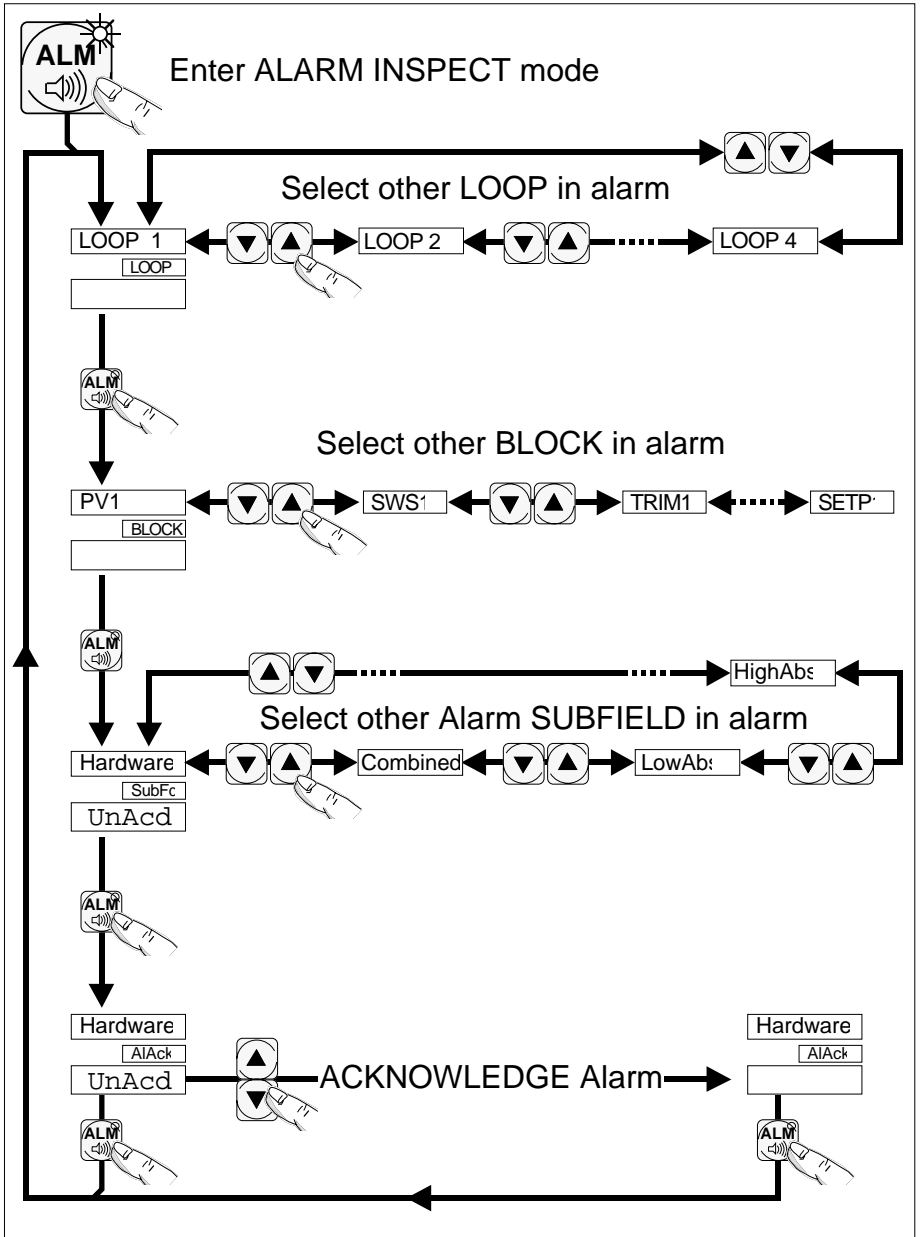 ALM
Enter ALARM INSPECT mode
Select other LOOP in alarm
LOOP 1
LOOP 2
LOOP 4
LOOP
ALM
Select other BLOCK in alarm
PV1
SWS1
TRIM1
SETP1
BLOCK
ALM
HighAbs
Select other Alarm SUBFIELD in alarm
Hardware
Combined
LowAbs
SubFd
UnAcd
ALM
Hardware
Hardware
AlAck
AlAck
UnAcd
ACKNOWLEDGE Alarm
ALM
ALM